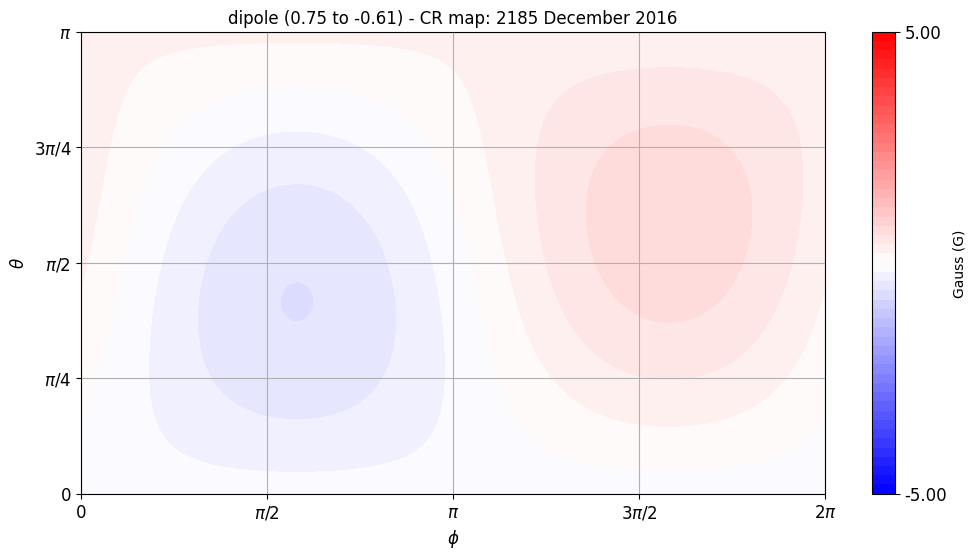 dipole (0.75 to -0.61) - CR map: 2185 December 2016
π
3π/4
π/2
π/4
0
θ
0
π/2
π
3π/2
2π
ϕ
5.00
-5.00
Gauss (G)